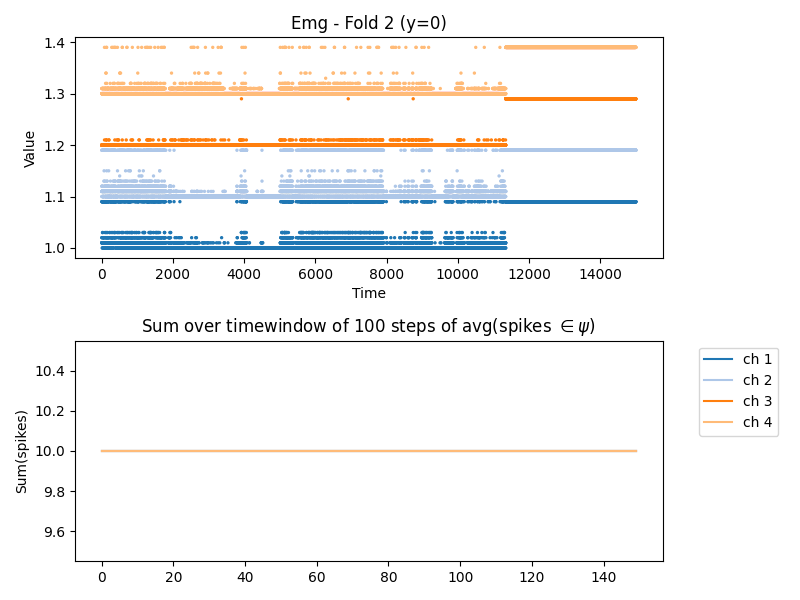 Emg - Fold 2 (y=0)
Value
1.4
1.3
1.2
1.1
1.0
0 2000 4000 6000 8000 10000 12000 14000
Time
Sum over timewindow of 100 steps of avg(spikes ∈ψ)
Sum(spikes)
10.4
10.2
10.0
9.8
9.6
0 20 40 60 80 100 120 140
ch 1
ch 2
ch 3
ch 4